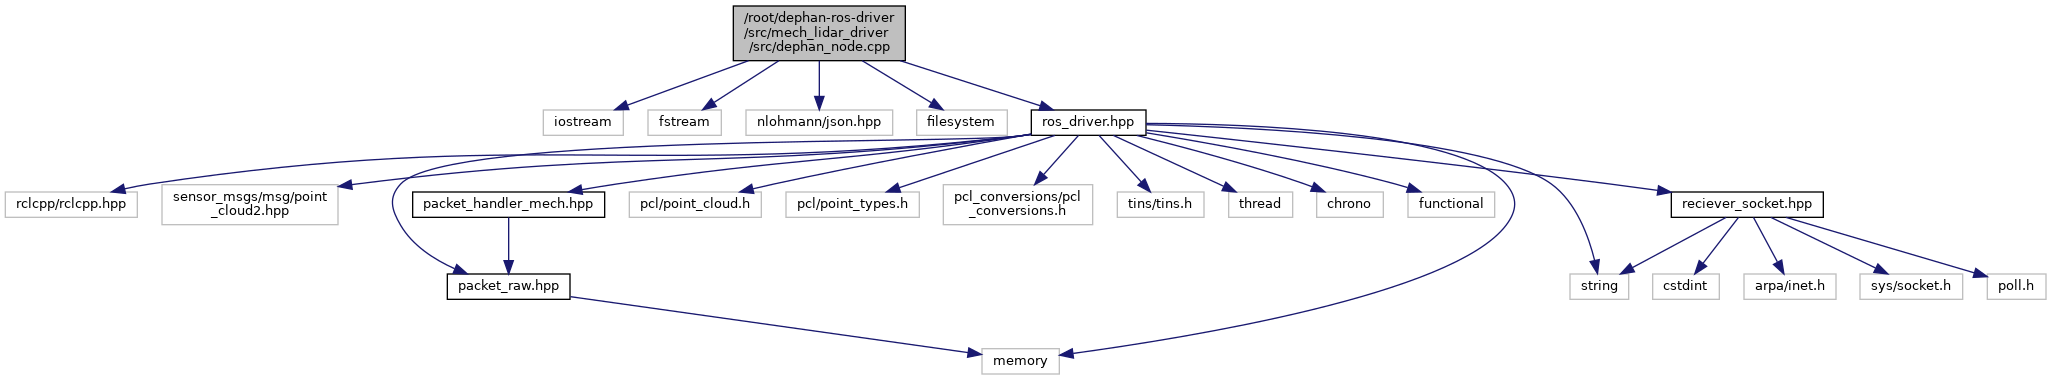 /root/dephan-ros-driver
/src/mech_lidar_driver
/src/dephan_node.cpp
iostream
fstream
nlohmann/json.hpp
filesystem
ros_driver.hpp
rclcpp/rclcpp.hpp
sensor_msgs/msg/point
_cloud2.hpp
packet_handler_mech.hpp
pcl/point_cloud.h
pcl/point_types.h
pcl_conversions/pcl
_conversions.h
tins/tins.h
thread
chrono
functional
reciever_socket.hpp
packet_raw.hpp
string
cstdint
arpa/inet.h
sys/socket.h
poll.h
memory